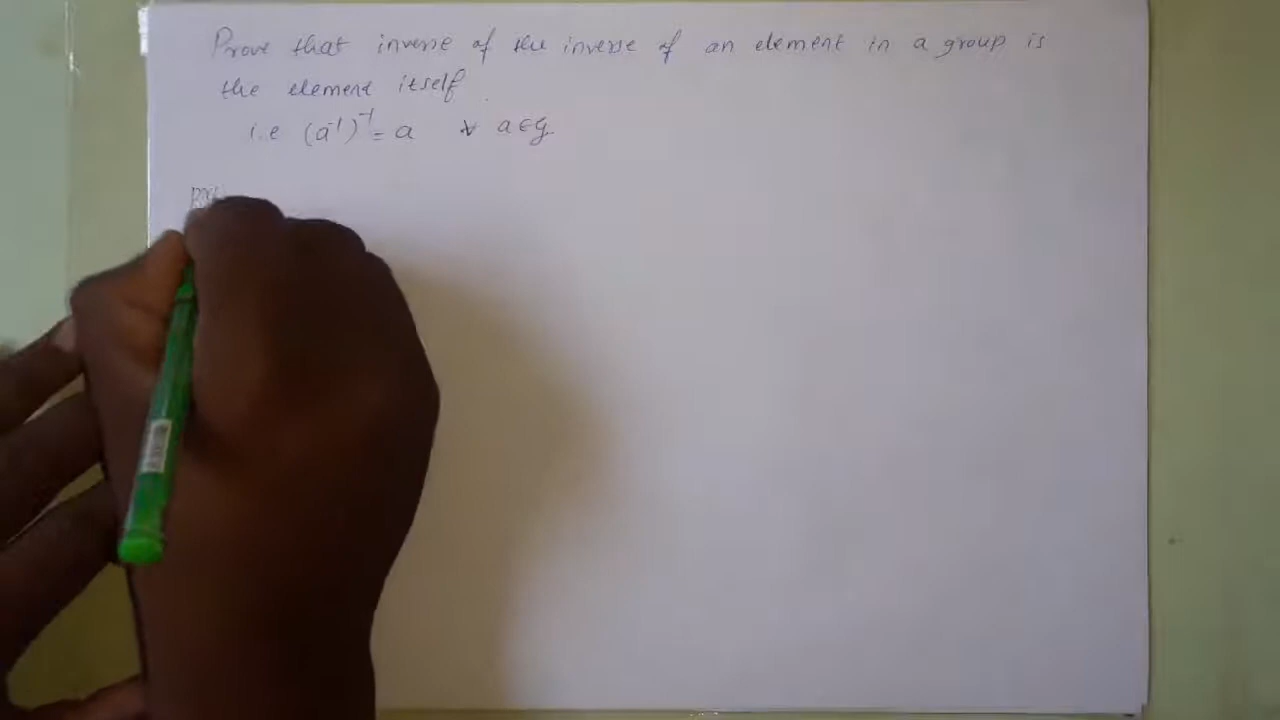 Prove that inverse of the inverse of an element in a group is
the element itself
i.e (a⁻¹)⁻¹ = a ∀ a ∈ G